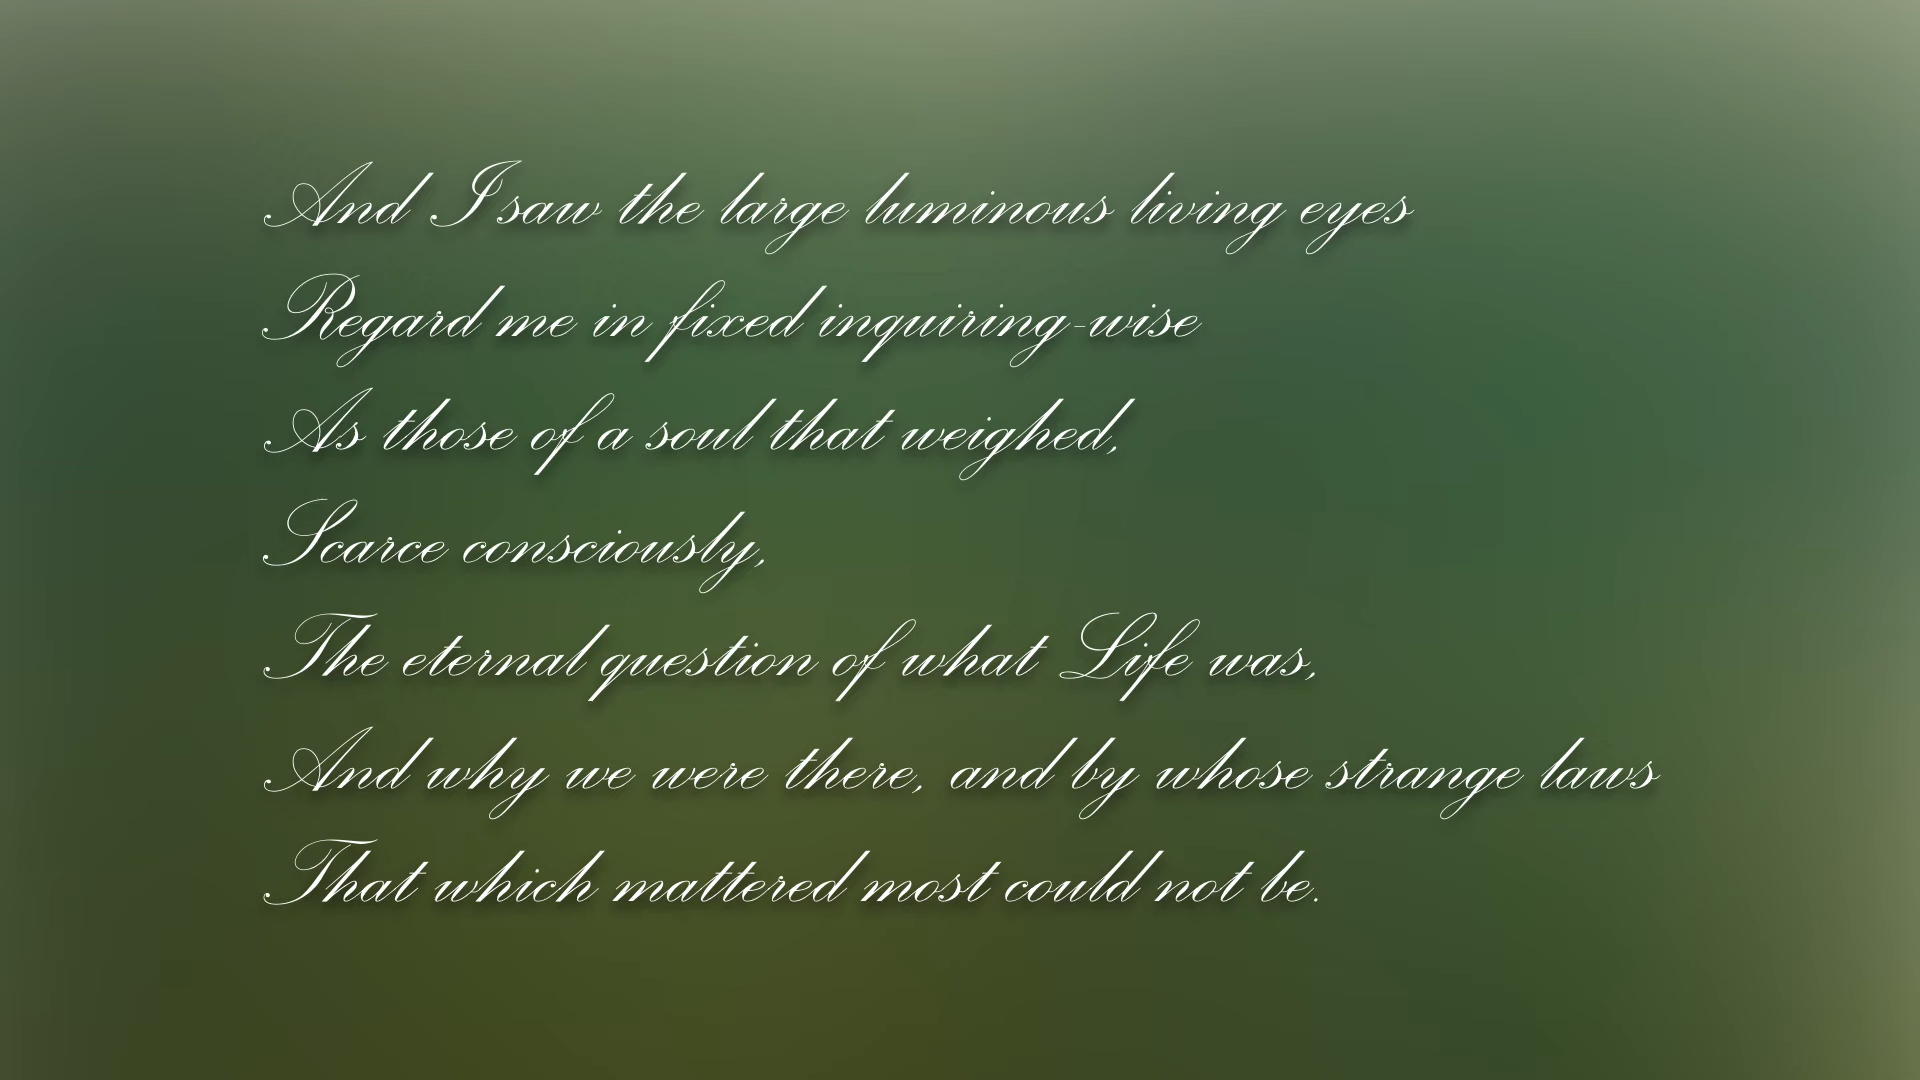 And I saw the large luminous living eyes
Regard me in fixed inquiring-wise
As those of a soul that weighed,
Scarce consciously,
The eternal question of what Life was,
And why we were there, and by whose strange laws
That which mattered most could not be.